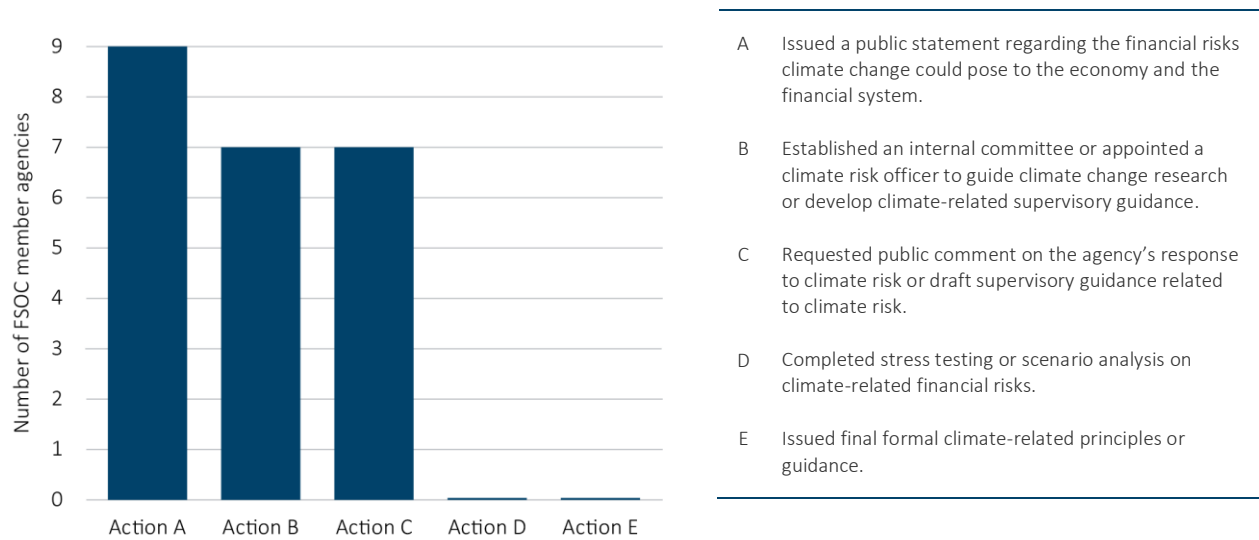 Number of FSOC member agencies
9
8
7
6
5
4
3
2
1
0
Action A
Action B
Action C
Action D
Action E
A Issued a public statement regarding the financial risks
climate change could pose to the economy and the
financial system.
B Established an internal committee or appointed a
climate risk officer to guide climate change research
or develop climate-related supervisory guidance.
C Requested public comment on the agency’s response
to climate risk or draft supervisory guidance related
to climate risk.
D Completed stress testing or scenario analysis on
climate-related financial risks.
E Issued final formal climate-related principles or
guidance.